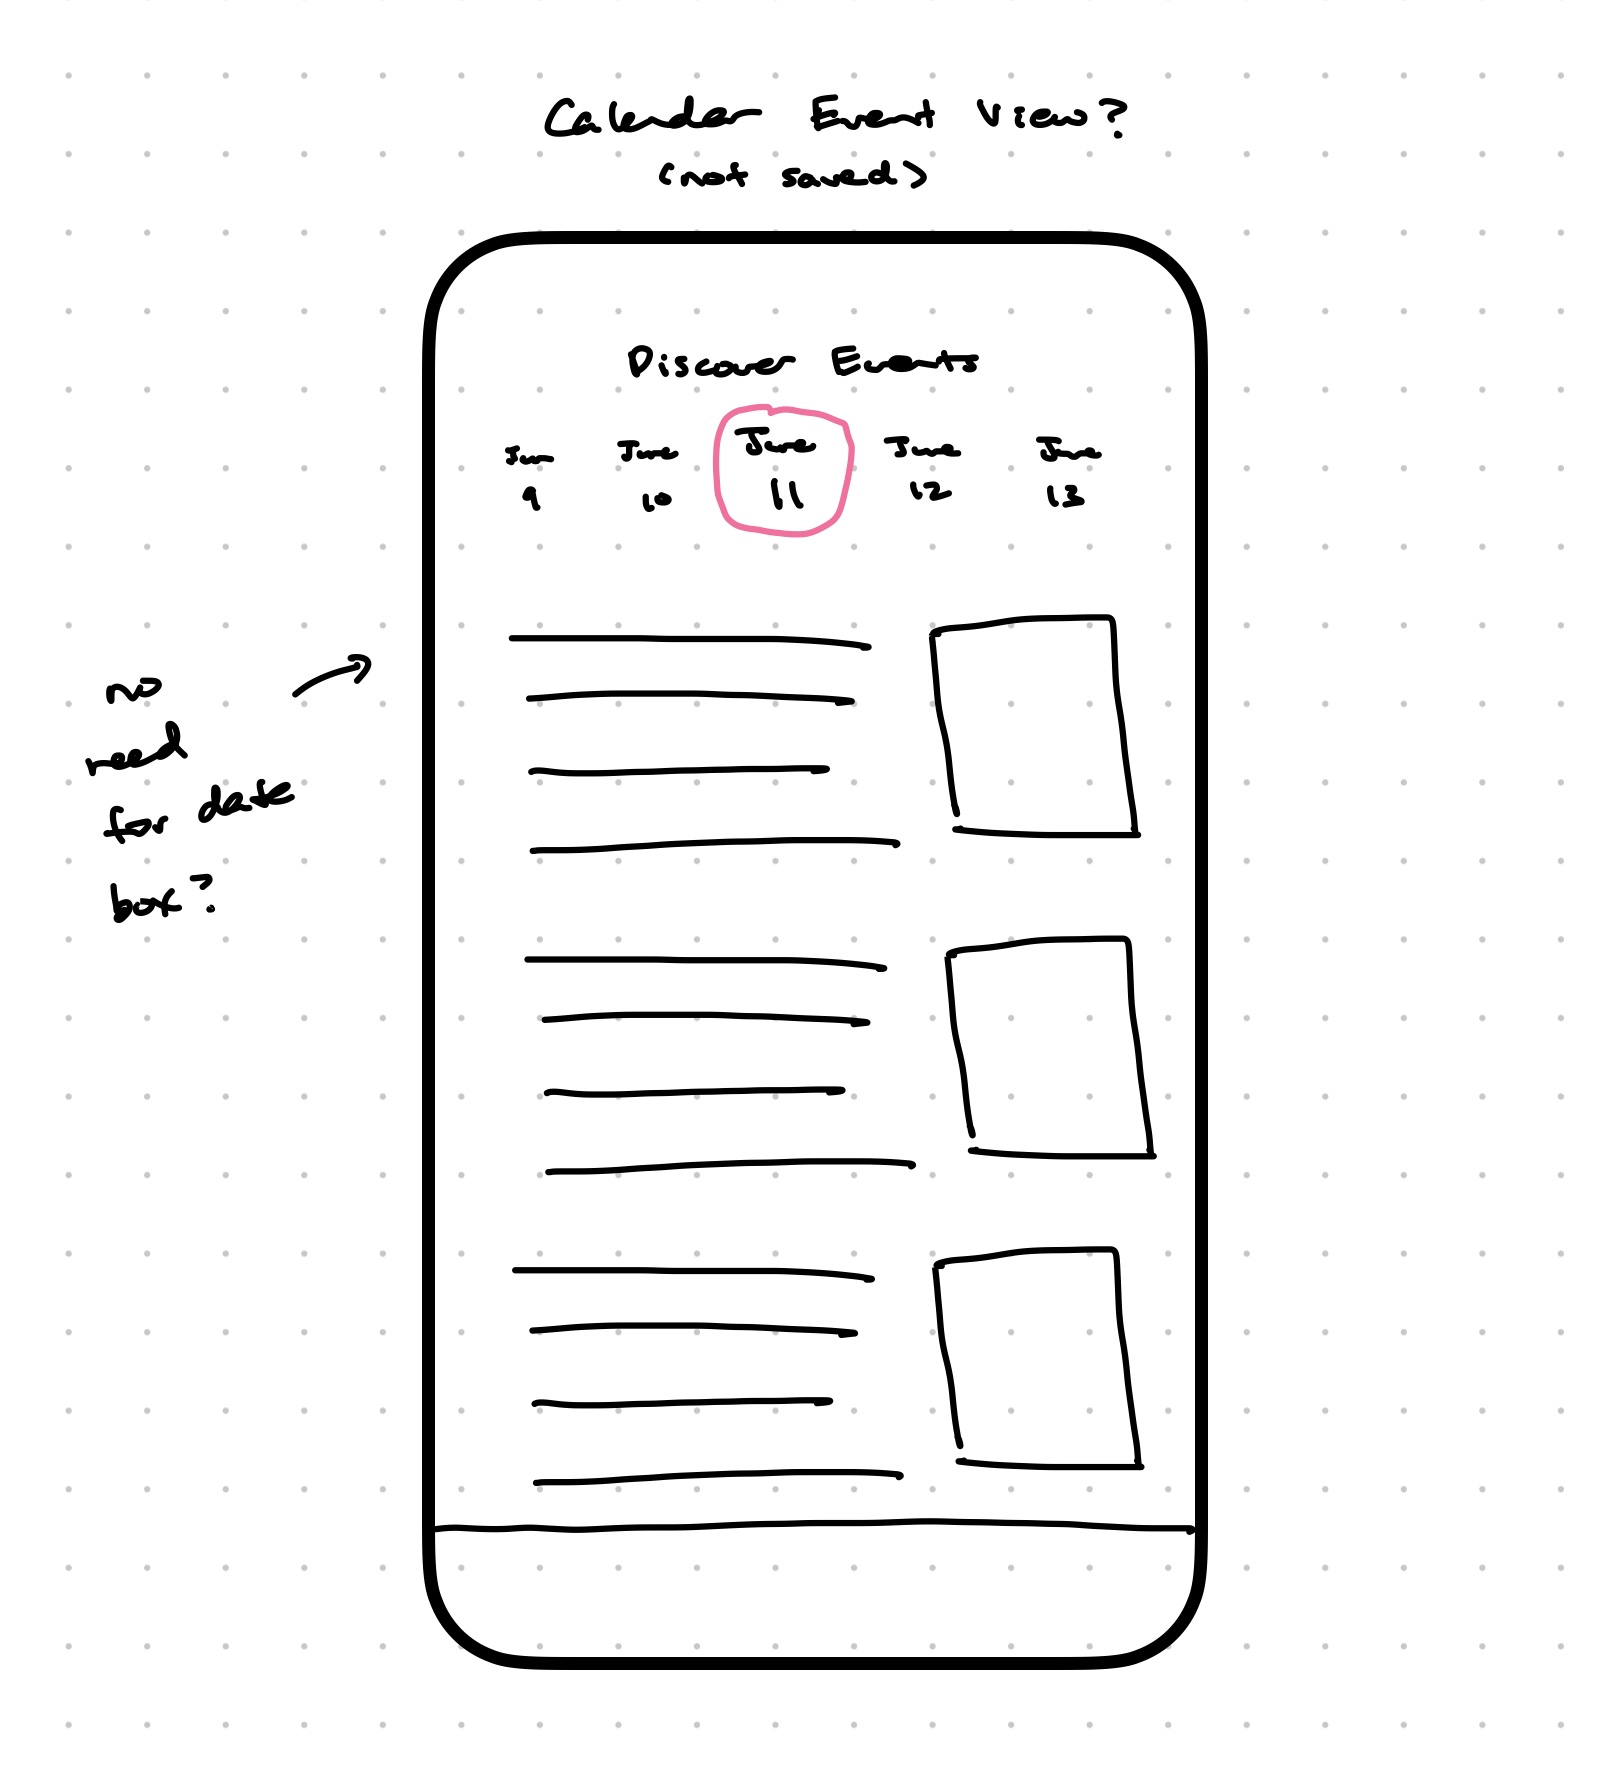 Calender Event View?
(not saved)
Discover Events
Jun June June June June
9 10 11 12 13
no
need
for date
box?